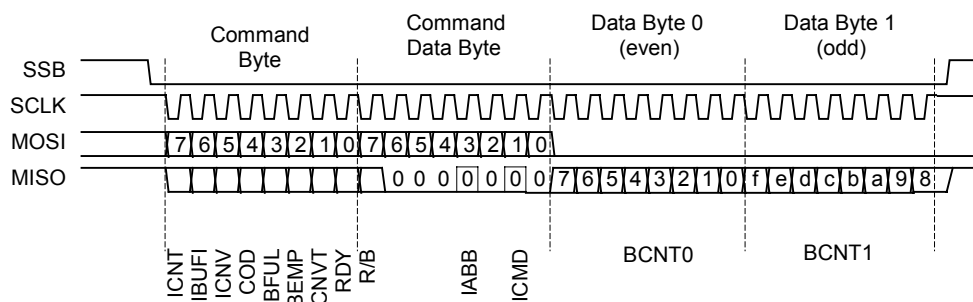 Command Byte
Command Data Byte
Data Byte 0 (even)
Data Byte 1 (odd)
SSB
SCLK
MOSI 7 6 5 4 3 2 1 0 7 6 5 4 3 2 1 0
MISO 0 0 0 0 0 0 0 7 6 5 4 3 2 1 0 f e d c b a 9 8
ICNT
IBUFI
ICNV
COD
BFUL
BEMP
CNVT
RDY
R/B
IABB
ICMD
BCNT0
BCNT1